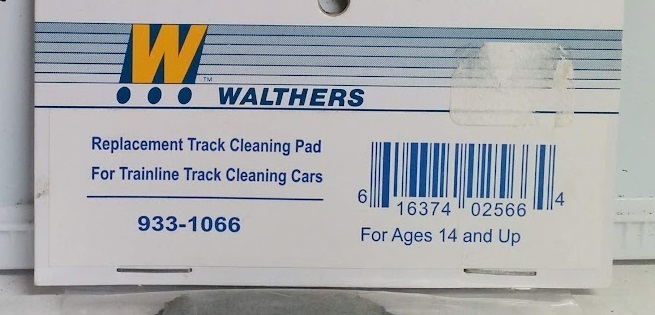 W TM
WALTHERS
Replacement Track Cleaning Pad
For Trainline Track Cleaning Cars
933-1066
6 16374 02566 4
For Ages 14 and Up